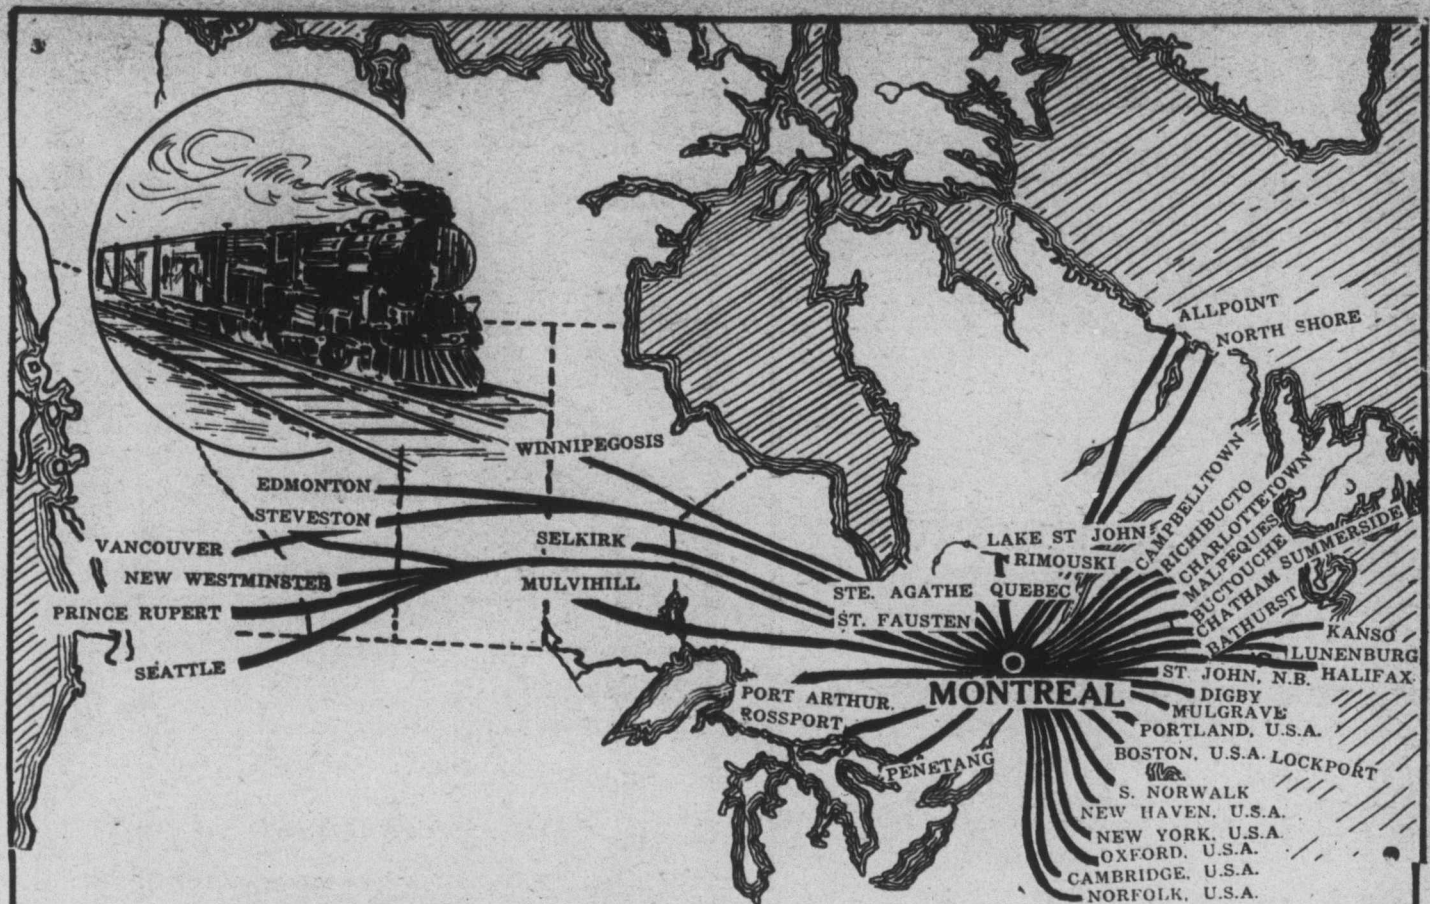 ALLPOINT
NORTH SHORE
WINNIPEGOSIS
EDMONTON
STEVESTON
VANCOUVER
SELKIRK
NEW WESTMINSTER
MULVIHILL
PRINCE RUPERT
SEATTLE
LAKE ST JOHN
RIMOUSKI
STE. AGATHE
QUEBEC
ST. FAUSTEN
CAMPBELLTOWN
RICHIBUCTO
CHARLOTTETOWN
MALPEQUES
BUCTOUCHE
CHATHAM SUMMERSIDE
BATHURST
KANSO
LUNENBURG
HALIFAX
ST. JOHN, N.B.
MONTREAL
DIGBY
MULGRAVE
PORT ARTHUR.
ROSSPORT
PENETANG
PORTLAND, U.S.A.
BOSTON, U.S.A.
LOCKPORT
S. NORWALK
NEW HAVEN, U.S.A.
NEW YORK, U.S.A.
OXFORD, U.S.A.
CAMBRIDGE, U.S.A.
NORFOLK, U.S.A.